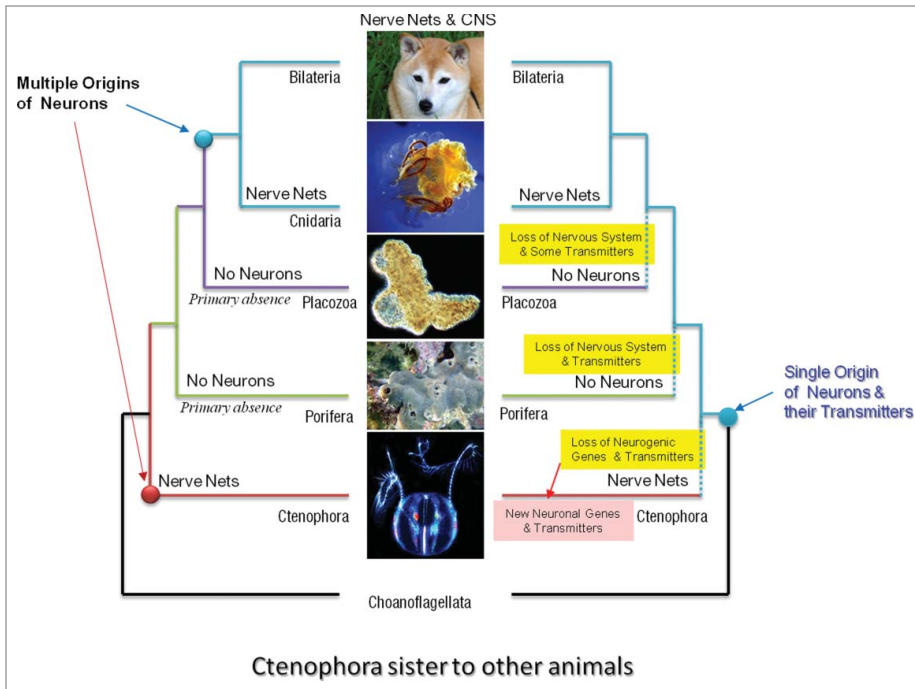 Nerve Nets & CNS
Multiple Origins
of Neurons
Bilateria
Nerve Nets
Cnidaria
No Neurons
Primary absence
Placozoa
No Neurons
Primary absence
Porifera
Nerve Nets
Ctenophora
Bilateria
Nerve Nets
Loss of Nervous System
& Some Transmitters
No Neurons
Placozoa
Loss of Nervous System
& Transmitters
No Neurons
Porifera
Single Origin
of Neurons &
their Transmitters
Loss of Neurogenic
Genes & Transmitters
Nerve Nets
New Neuronal Genes
& Transmitters
Ctenophora
Choanoflagellata
Ctenophora sister to other animals